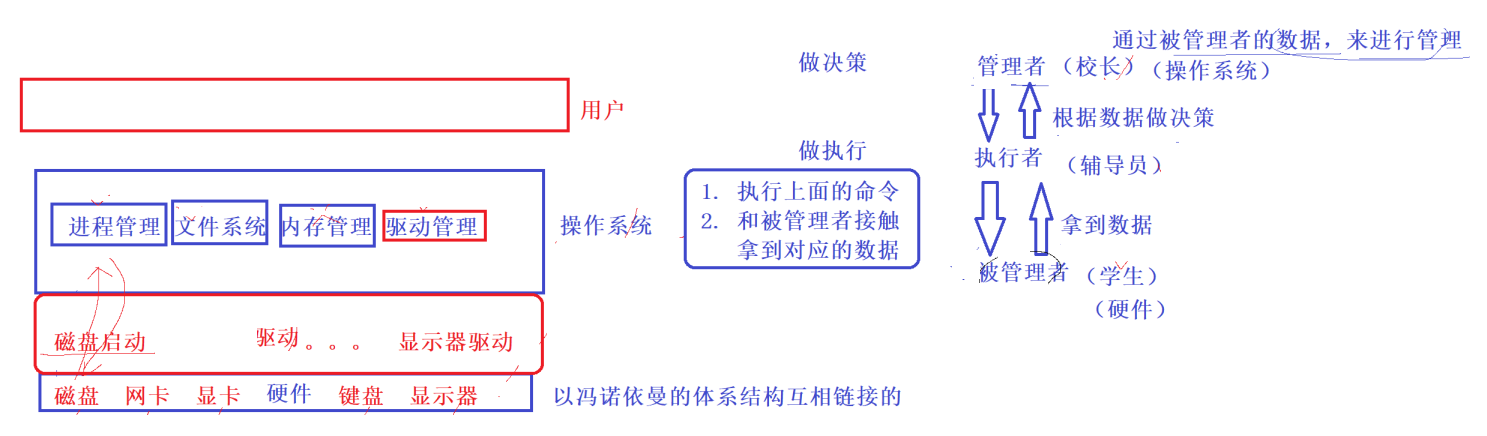 通过被管理者的数据，来进行管理
做决策
管理者（校长）（操作系统）
用户
根据数据做决策
做执行
执行者（辅导员）
1. 执行上面的命令
2. 和被管理者接触
拿到对应的数据
进程管理 文件系统 内存管理 驱动管理
操作系统
拿到数据
被管理者（学生）
（硬件）
磁盘启动 驱动。。。 显示器驱动
磁盘 网卡 显卡 硬件 键盘 显示器
以冯诺依曼的体系结构互相链接的